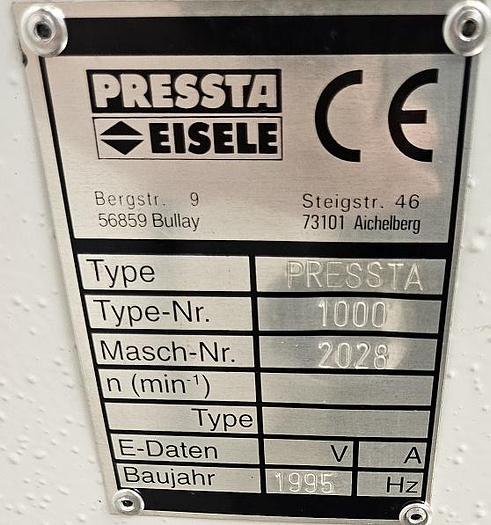 PRESSTA
EISELE
CE
Bergstr. 9 Steigstr. 46
56859 Bullay 73101 Aichelberg
Type PRESSTA
Type-Nr. 1000
Masch-Nr. 2028
n (min⁻¹)
Type
E-Daten V A
Baujahr 1995 Hz